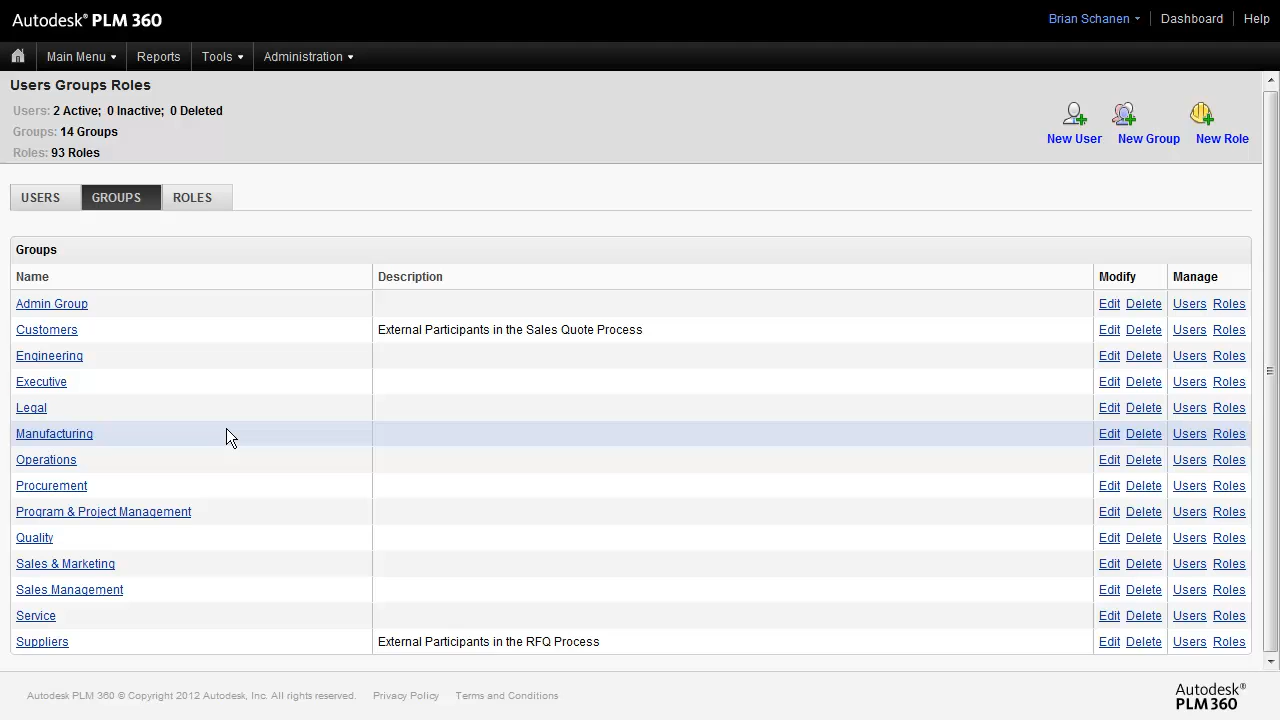 Autodesk® PLM 360
Brian Schanen Dashboard Help
Main Menu Reports Tools Administration
Users Groups Roles
Users: 2 Active; 0 Inactive; 0 Deleted
Groups: 14 Groups
Roles: 93 Roles
New User New Group New Role
USERS GROUPS ROLES
Groups
Name Description Modify Manage
Admin Group Edit Delete Users Roles
Customers External Participants in the Sales Quote Process Edit Delete Users Roles
Engineering Edit Delete Users Roles
Executive Edit Delete Users Roles
Legal Edit Delete Users Roles
Manufacturing Edit Delete Users Roles
Operations Edit Delete Users Roles
Procurement Edit Delete Users Roles
Program & Project Management Edit Delete Users Roles
Quality Edit Delete Users Roles
Sales & Marketing Edit Delete Users Roles
Sales Management Edit Delete Users Roles
Service Edit Delete Users Roles
Suppliers External Participants in the RFQ Process Edit Delete Users Roles
Autodesk PLM 360 © Copyright 2012 Autodesk, Inc. All rights reserved. Privacy Policy Terms and Conditions
Autodesk®
PLM 360